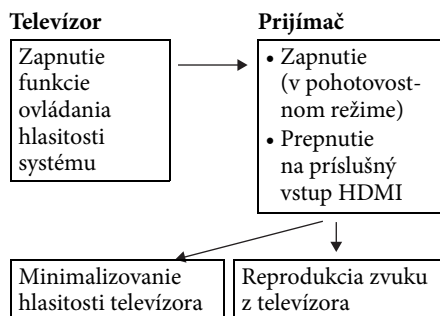 Televízor
Zapnutie
funkcie
ovládania
hlasitosti
systému
Prijímač
• Zapnutie
(v pohotovost-
nom režime)
• Prepnutie
na príslušný
vstup HDMI
Minimalizovanie
hlasitosti televízora
Reprodukcia zvuku
z televízora